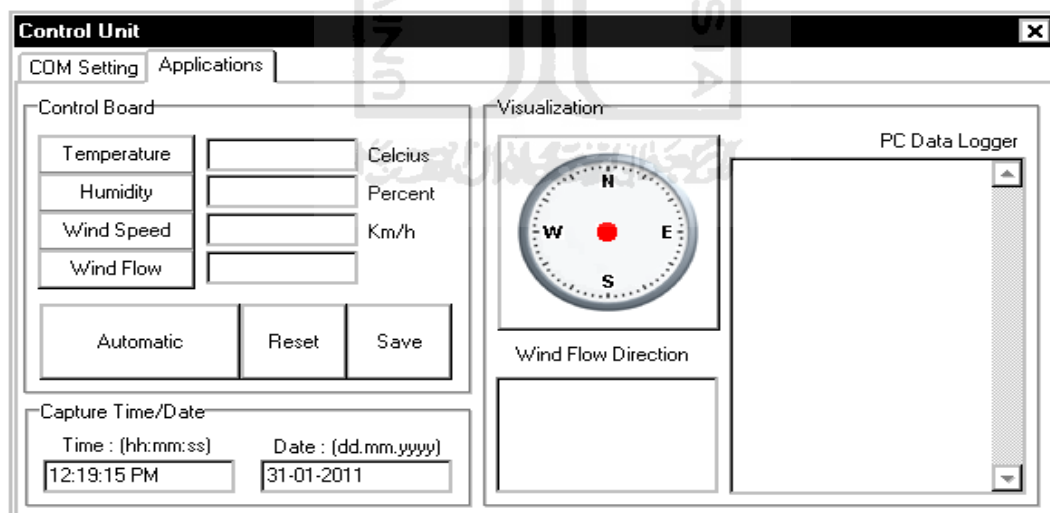 Control Unit
COM Setting
Applications
Control Board
Temperature
Celcius
Humidity
Percent
Wind Speed
Km/h
Wind Flow
Automatic
Reset
Save
Capture Time/Date
Time : (hh:mm:ss)
Date : (dd.mm.yyyy)
12:19:15 PM
31-01-2011
Visualization
N
W
E
S
Wind Flow Direction
PC Data Logger